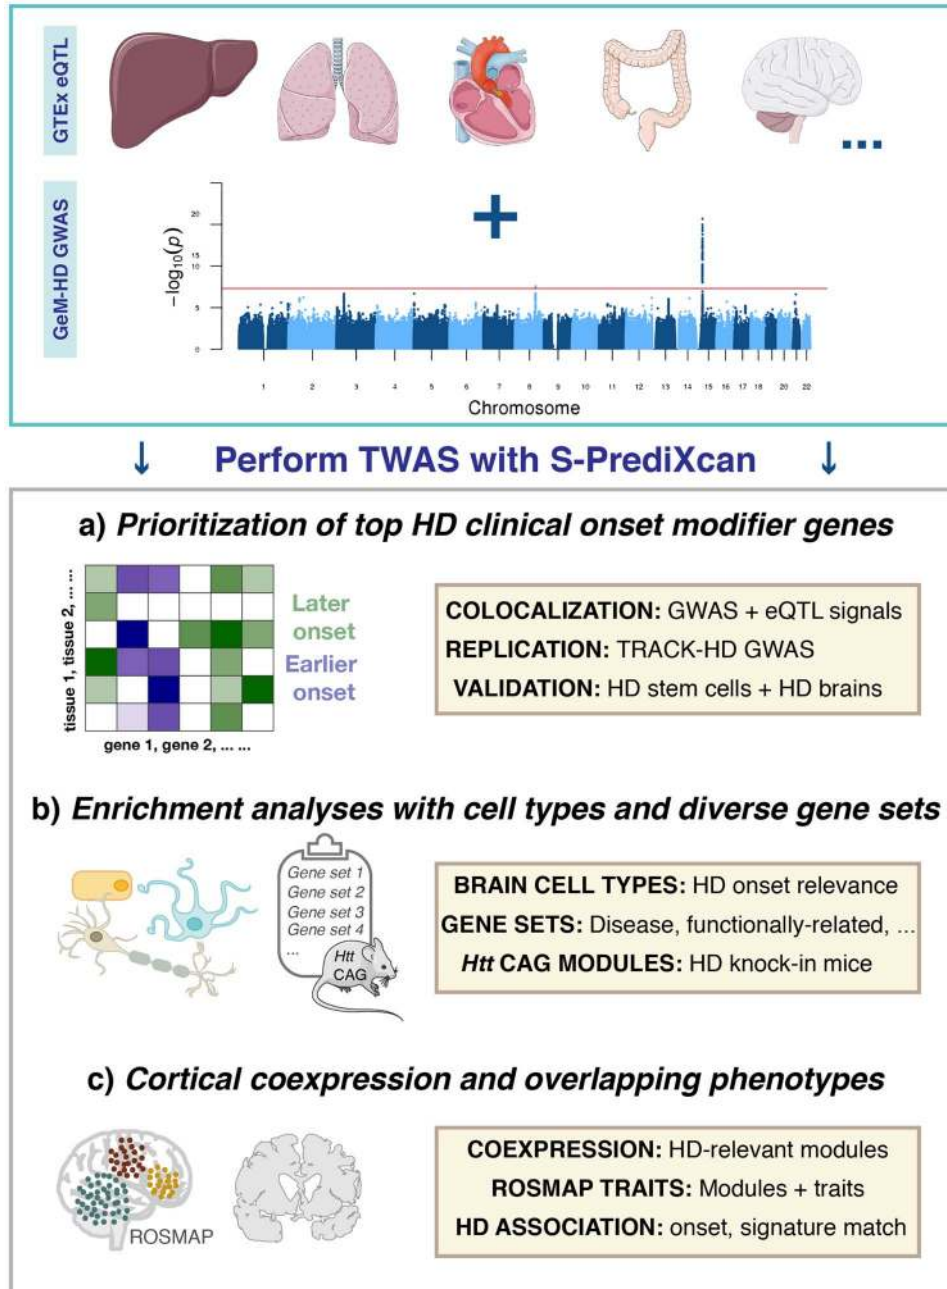 GTEx eQTL
...
GeM-HD GWAS
+
−log₁₀(p)
20
15
10
5
0
1 2 3 4 5 6 7 8 9 10 11 12 13 14 15 16 17 18 20 22
Chromosome
↓ Perform TWAS with S-PrediXcan ↓
a) Prioritization of top HD clinical onset modifier genes
tissue 1, tissue 2, ... ...
Later
onset
Earlier
onset
gene 1, gene 2, ... ...
COLOCALIZATION: GWAS + eQTL signals
REPLICATION: TRACK-HD GWAS
VALIDATION: HD stem cells + HD brains
b) Enrichment analyses with cell types and diverse gene sets
Gene set 1
Gene set 2
Gene set 3
Gene set 4
...
Htt
CAG
BRAIN CELL TYPES: HD onset relevance
GENE SETS: Disease, functionally-related, ...
Htt CAG MODULES: HD knock-in mice
c) Cortical coexpression and overlapping phenotypes
ROSMAP
COEXPRESSION: HD-relevant modules
ROSMAP TRAITS: Modules + traits
HD ASSOCIATION: onset, signature match